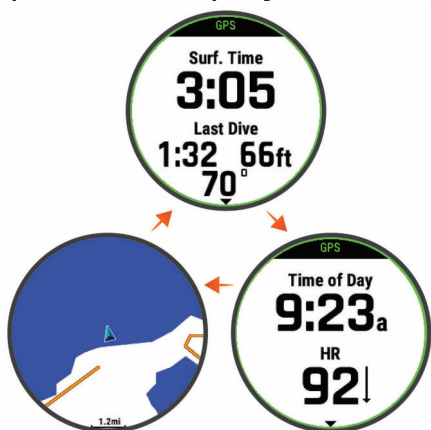 GPS
Surf. Time
3:05
Last Dive
1:32 66ft
70°
GPS
Time of Day
9:23a
HR
92
1.2mi